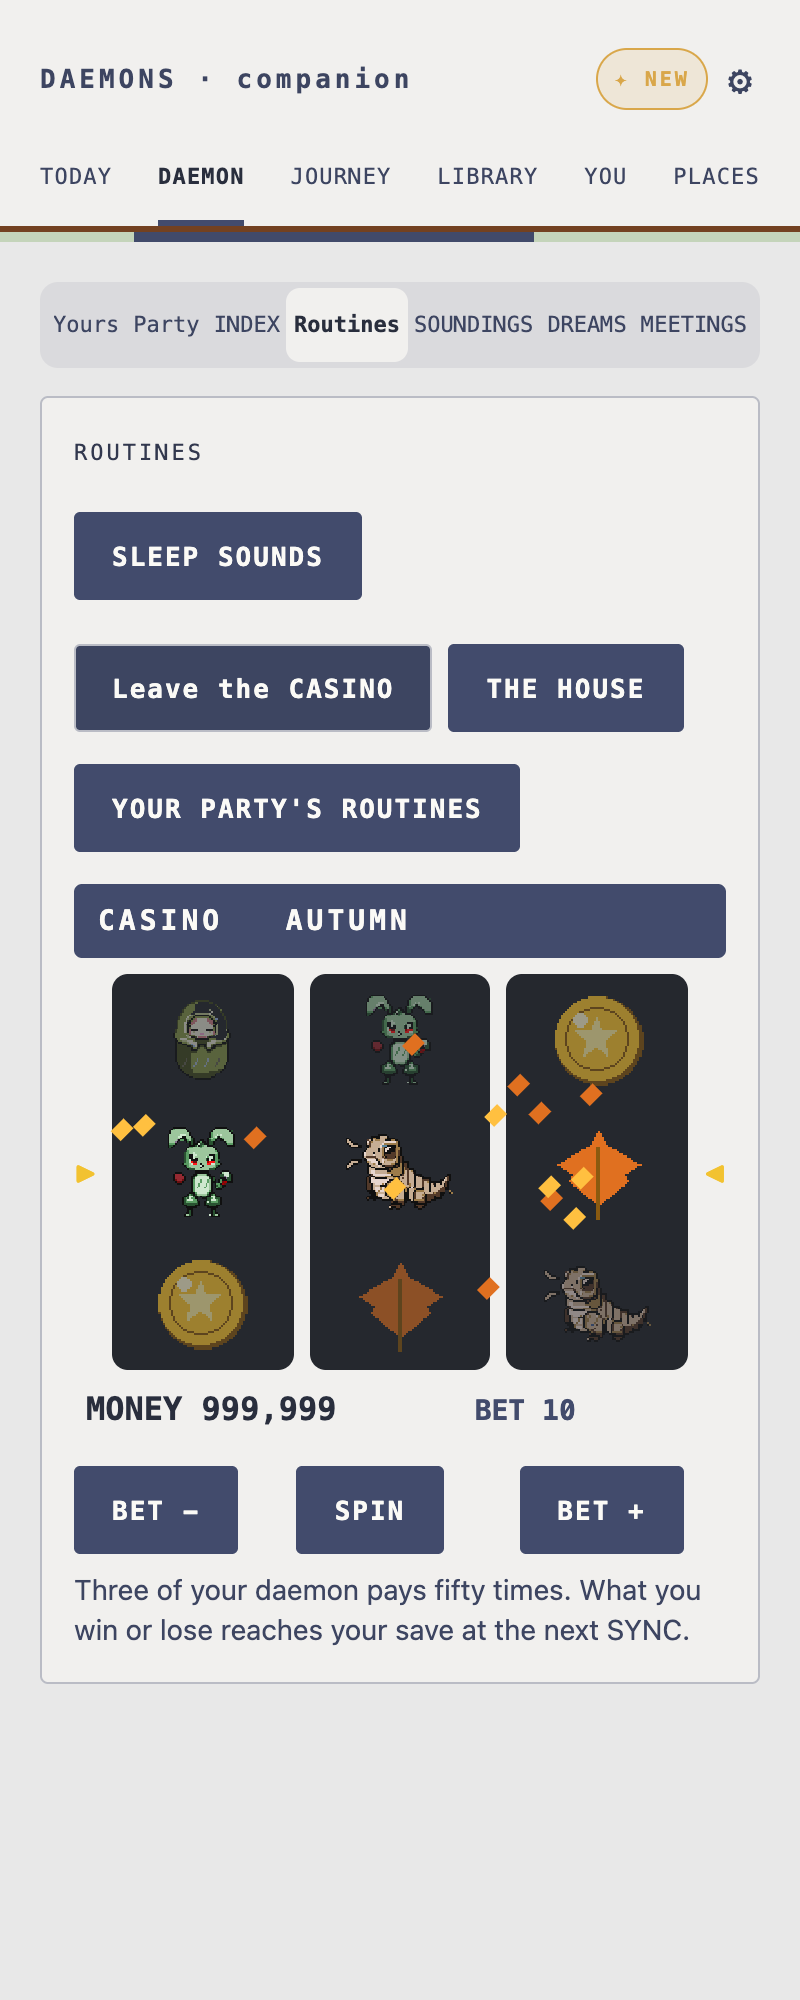 DAEMONS · companion
✦ NEW ⚙
TODAY DAEMON JOURNEY LIBRARY YOU PLACES
Yours Party INDEX Routines SOUNDINGS DREAMS MEETINGS
ROUTINES
SLEEP SOUNDS
Leave the CASINO THE HOUSE
YOUR PARTY'S ROUTINES
CASINO AUTUMN
MONEY 999,999 BET 10
BET − SPIN BET +
Three of your daemon pays fifty times. What you
win or lose reaches your save at the next SYNC.